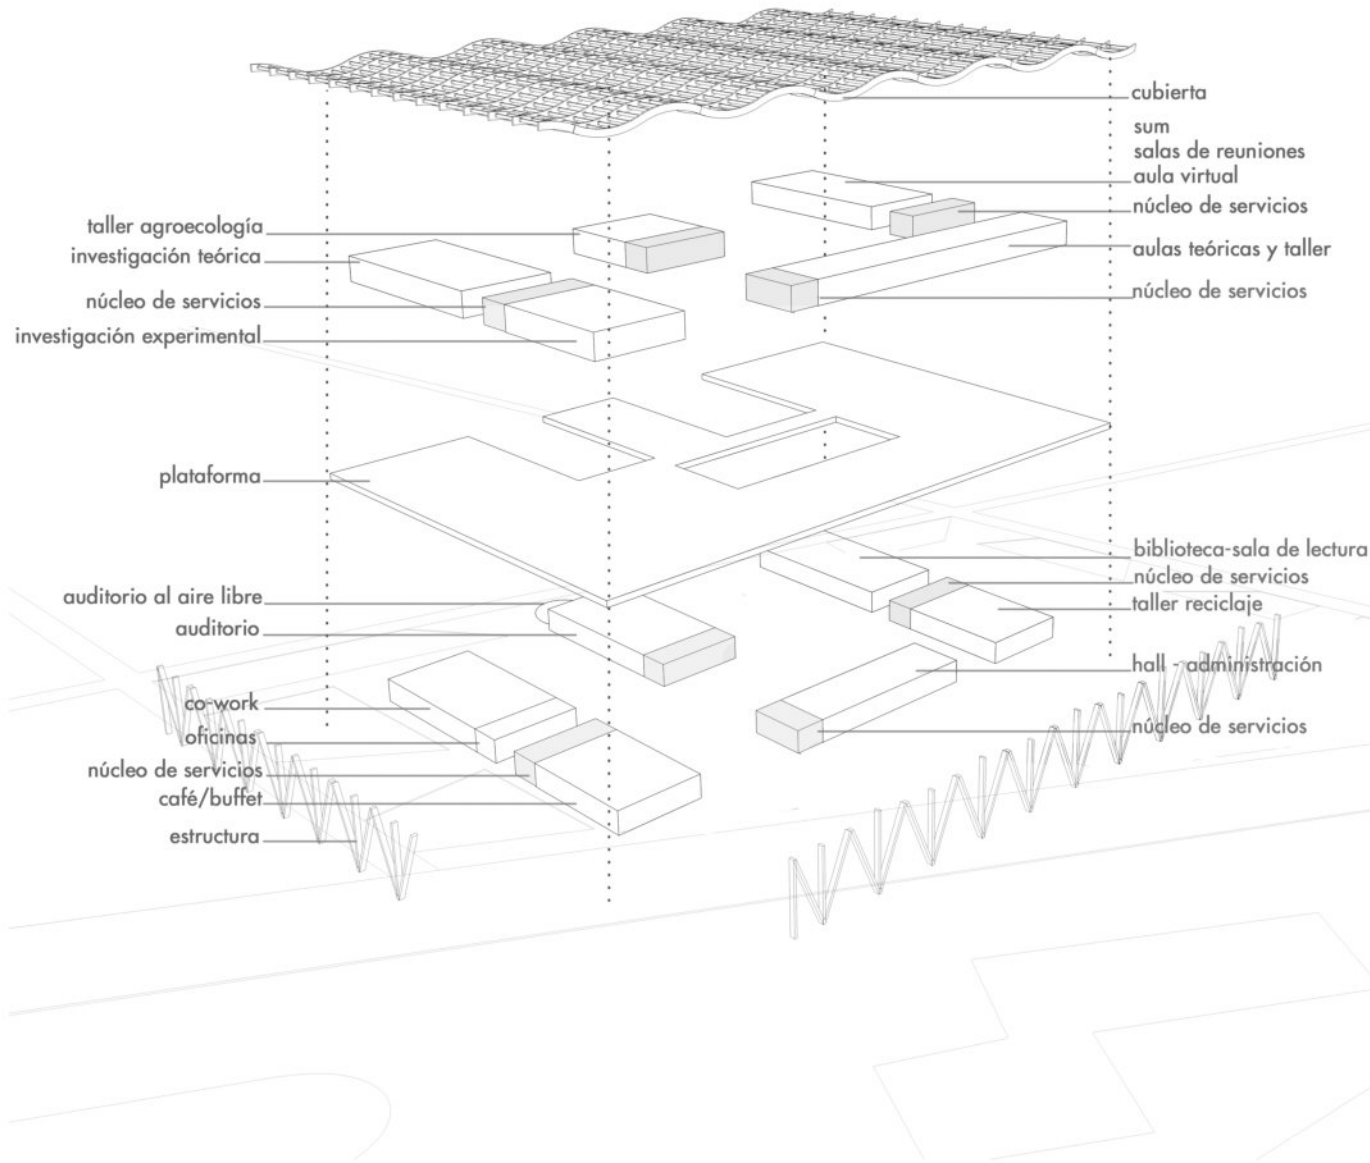 cubierta
sum
salas de reuniones
aula virtual
núcleo de servicios
aulas teóricas y taller
núcleo de servicios
taller agroecología
investigación teórica
núcleo de servicios
investigación experimental
plataforma
biblioteca-sala de lectura
núcleo de servicios
taller reciclaje
hall - administración
núcleo de servicios
auditorio al aire libre
auditorio
co-work
oficinas
núcleo de servicios
café/buffet
estructura